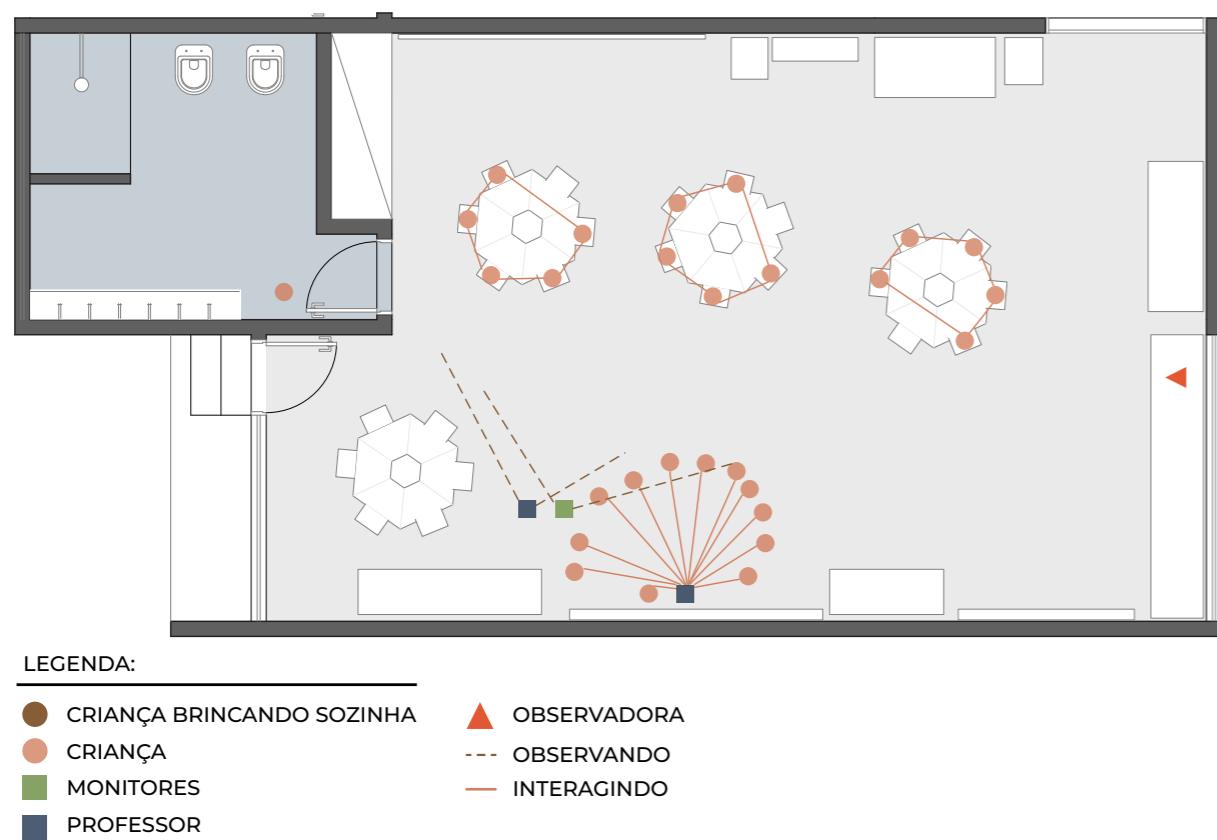 LEGENDA:
CRIANÇA BRINCANDO SOZINHA
CRIANÇA
MONITORES
PROFESSOR
OBSERVADORA
OBSERVANDO
INTERAGINDO